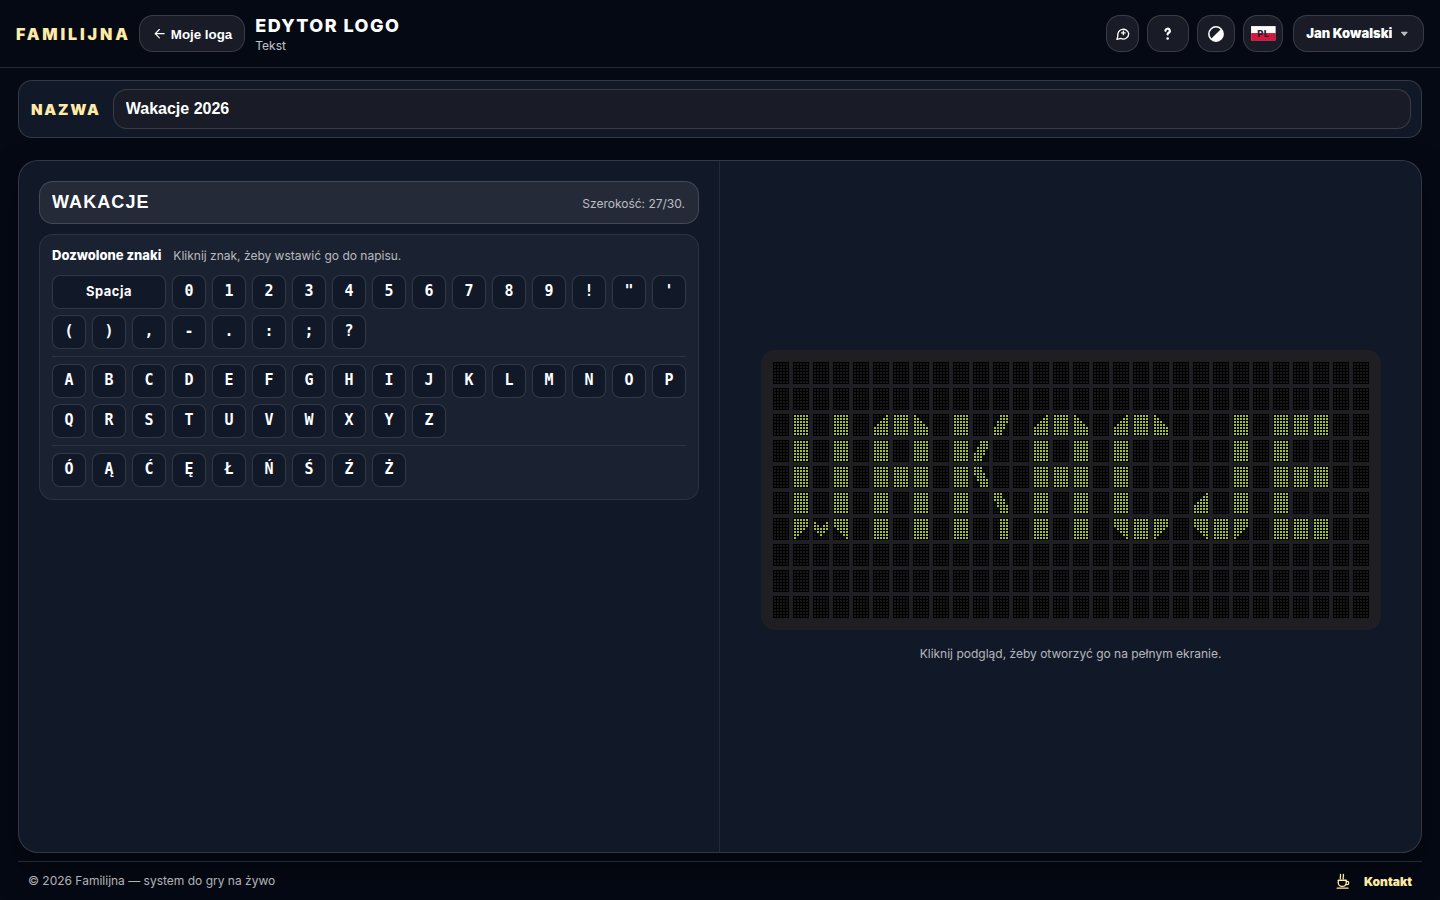 FAMILIJNA
← Moje loga
EDYTOR LOGO
Tekst
?
PL
Jan Kowalski
NAZWA
Wakacje 2026
WAKACJE
Szerokość: 27/30.
Dozwolone znaki Kliknij znak, żeby wstawić go do napisu.
Spacja 0 1 2 3 4 5 6 7 8 9 ! " '
( ) , - . : ; ?
A B C D E F G H I J K L M N O P
Q R S T U V W X Y Z
Ó Ą Ć Ę Ł Ń Ś Ź Ż
WAKACJE
Kliknij podgląd, żeby otworzyć go na pełnym ekranie.
© 2026 Familijna — system do gry na żywo
Kontakt